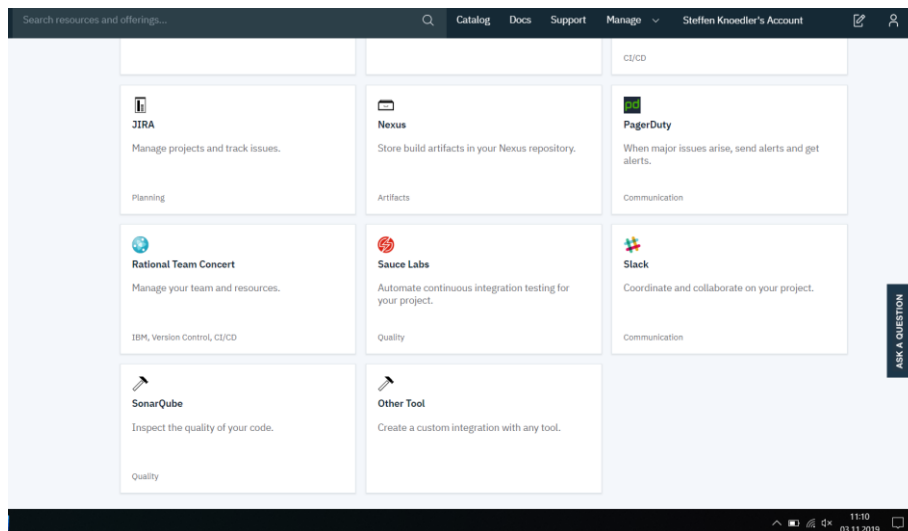 Search resources and offerings...
Catalog
Docs
Support
Manage
Steffen Knoedler's Account
CI/CD
JIRA
Manage projects and track issues.
Planning
Nexus
Store build artifacts in your Nexus repository.
Artifacts
pd
PagerDuty
When major issues arise, send alerts and get
alerts.
Communication
Rational Team Concert
Manage your team and resources.
IBM, Version Control, CI/CD
Sauce Labs
Automate continuous integration testing for
your project.
Quality
Slack
Coordinate and collaborate on your project.
Communication
SonarQube
Inspect the quality of your code.
Quality
Other Tool
Create a custom integration with any tool.
ASK A QUESTION
11:10
03.11.2019